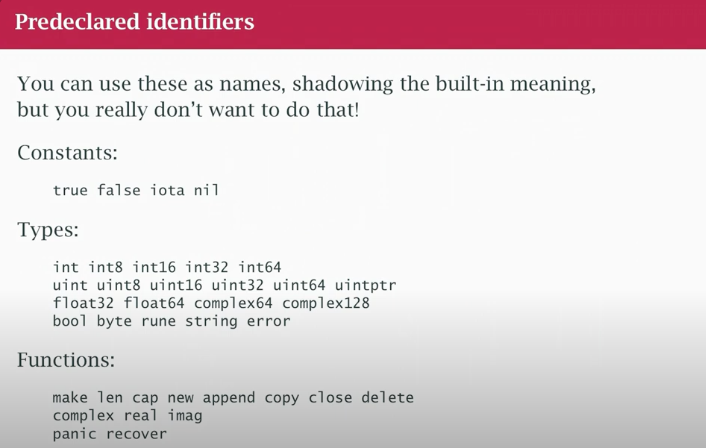 Predeclared identifiers
You can use these as names, shadowing the built-in meaning,
but you really don't want to do that!
Constants:
true false iota nil
Types:
int int8 int16 int32 int64
uint uint8 uint16 uint32 uint64 uintptr
float32 float64 complex64 complex128
bool byte rune string error
Functions:
make len cap new append copy close delete
complex real imag
panic recover